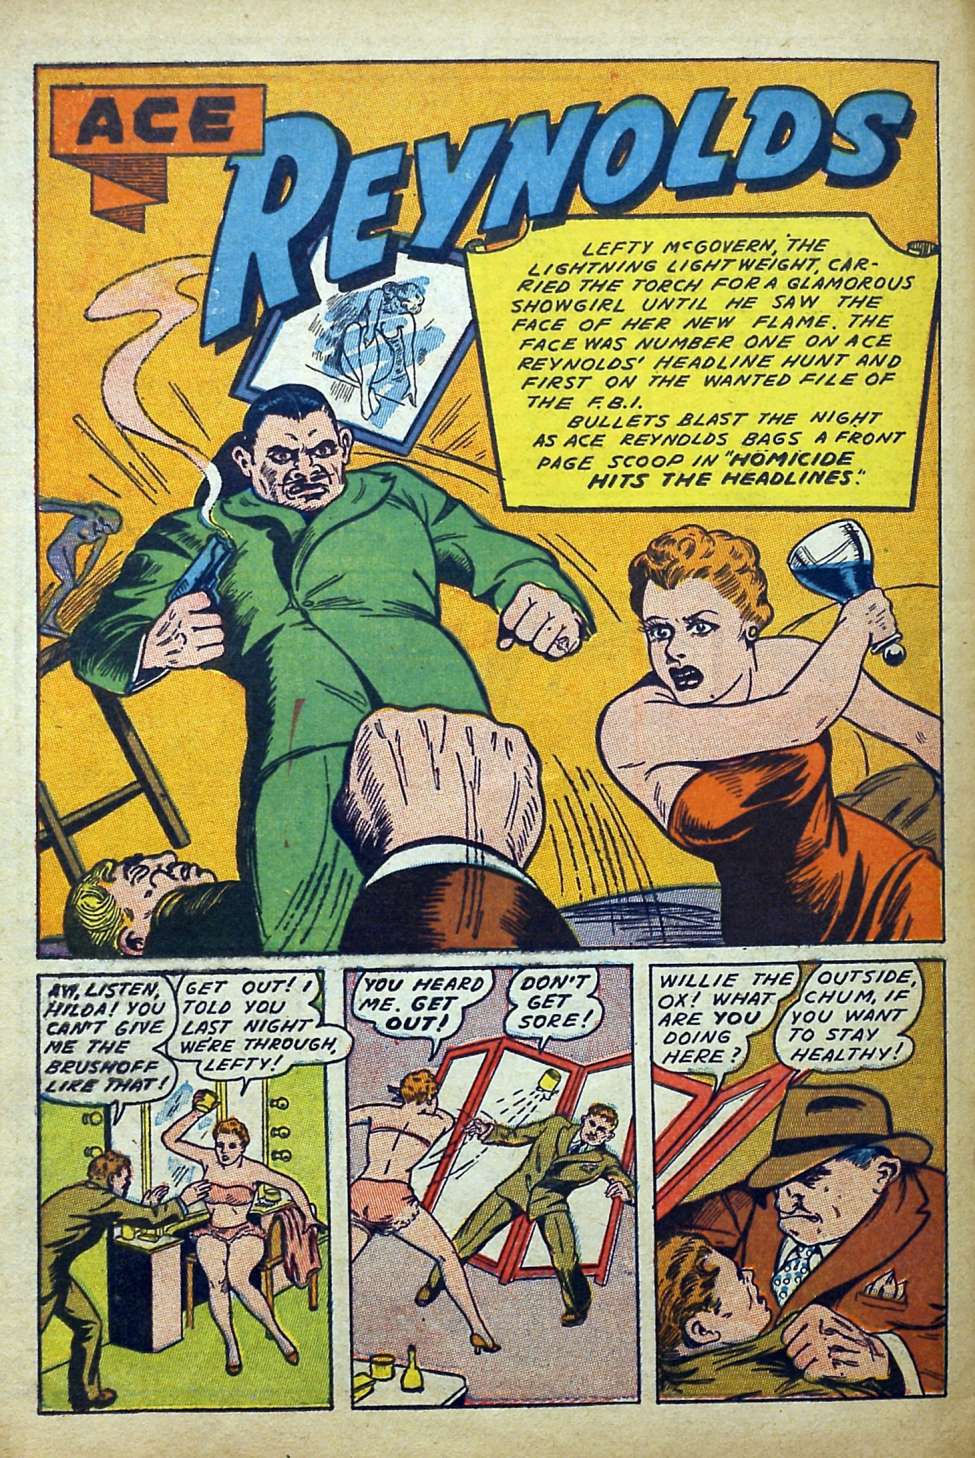 ACE
REYNOLDS
LEFTY McGOVERN, THE
LIGHTNING LIGHTWEIGHT, CAR-
RIED THE TORCH FOR A GLAMOROUS
SHOWGIRL UNTIL HE SAW THE
FACE OF HER NEW FLAME. THE
FACE WAS NUMBER ONE ON ACE
REYNOLDS' HEADLINE HUNT AND
FIRST ON THE WANTED FILE OF
THE F.B.I.
BULLETS BLAST THE NIGHT
AS ACE REYNOLDS BAGS A FRONT
PAGE SCOOP IN "HOMICIDE
HITS THE HEADLINES."
AW, LISTEN,
HILDA! YOU
CAN'T GIVE
ME THE
BRUSHOFF
LIKE THAT!
GET OUT! I
TOLD YOU
LAST NIGHT
WE'RE THROUGH,
LEFTY!
YOU HEARD
ME. GET
OUT!
DON'T
GET
SORE!
WILLIE THE
OX! WHAT
ARE YOU
DOING
HERE?
OUTSIDE,
CHUM, IF
YOU WANT
TO STAY
HEALTHY!